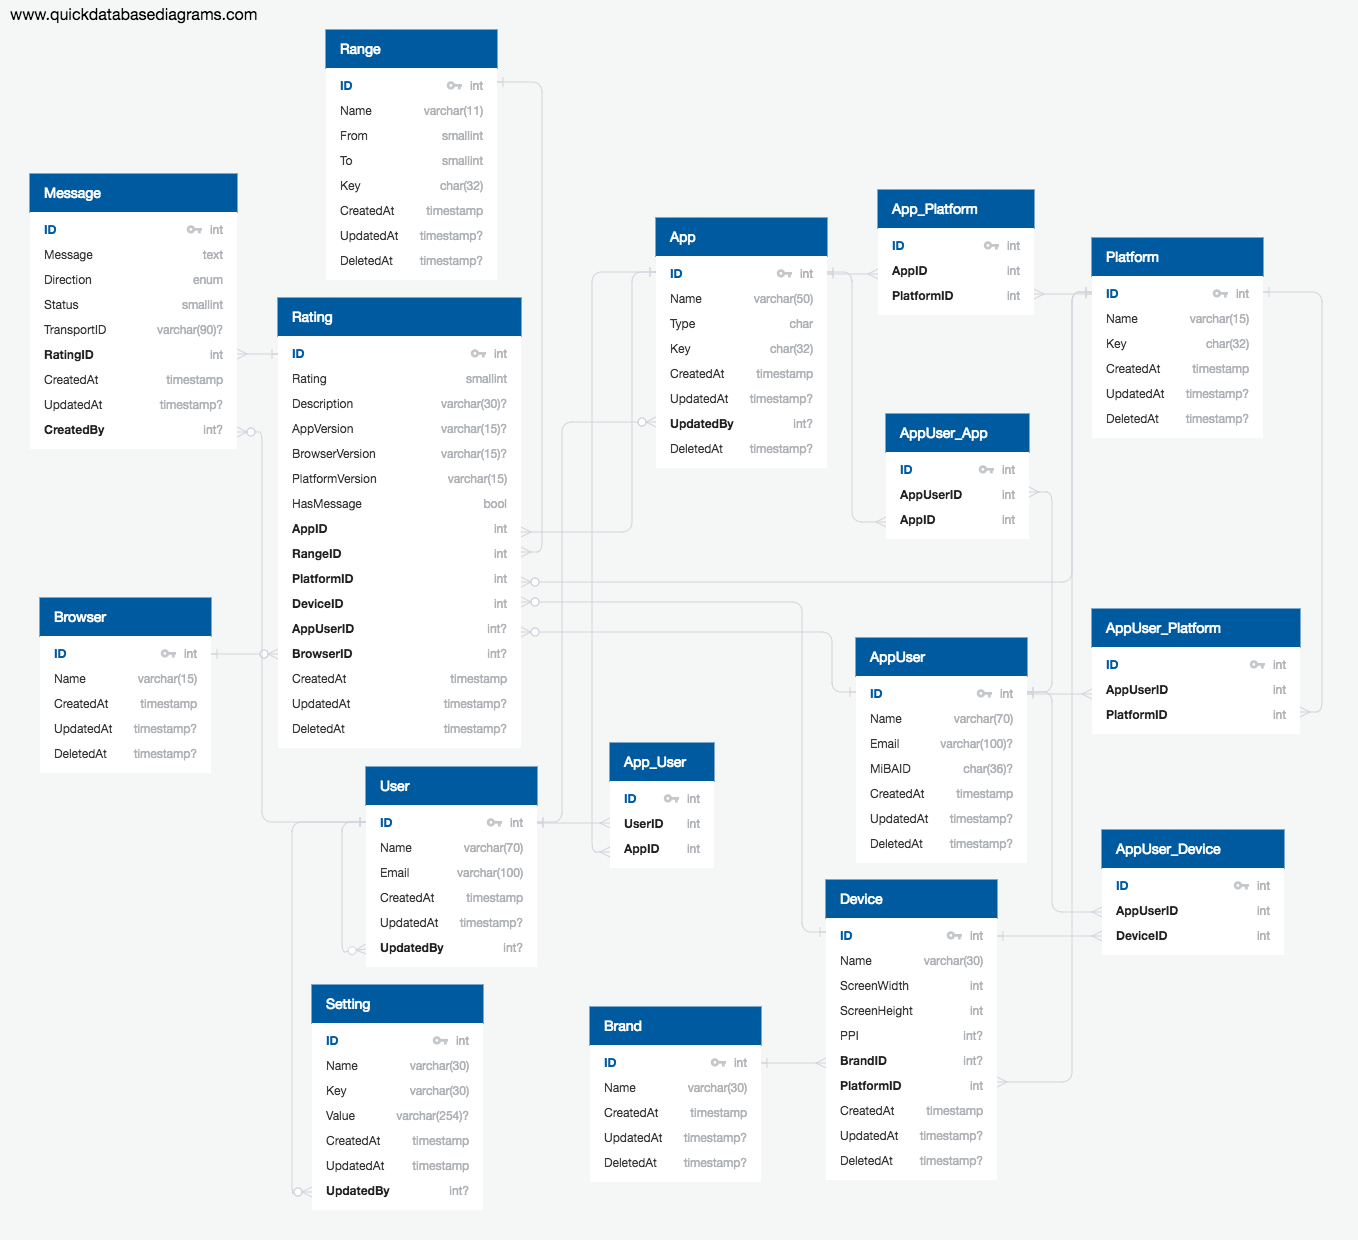 www.quickdatabasediagrams.com
Range
ID int
Name varchar(11)
From smallint
To smallint
Key char(32)
CreatedAt timestamp
UpdatedAt timestamp?
DeletedAt timestamp?
Message
ID int
Message text
Direction enum
Status smallint
TransportID varchar(90)?
RatingID int
CreatedAt timestamp
UpdatedAt timestamp?
CreatedBy int?
Rating
ID int
Rating smallint
Description varchar(30)?
AppVersion varchar(15)?
BrowserVersion varchar(15)?
PlatformVersion varchar(15)
HasMessage bool
AppID int
RangeID int
PlatformID int
DeviceID int
AppUserID int?
BrowserID int?
CreatedAt timestamp
UpdatedAt timestamp?
DeletedAt timestamp?
App
ID int
Name varchar(50)
Type char
Key char(32)
CreatedAt timestamp
UpdatedAt timestamp?
UpdatedBy int?
DeletedAt timestamp?
App_Platform
ID int
AppID int
PlatformID int
Platform
ID int
Name varchar(15)
Key char(32)
CreatedAt timestamp
UpdatedAt timestamp?
DeletedAt timestamp?
AppUser_App
ID int
AppUserID int
AppID int
Browser
ID int
Name varchar(15)
CreatedAt timestamp
UpdatedAt timestamp?
DeletedAt timestamp?
AppUser
ID int
Name varchar(70)
Email varchar(100)?
MiBAID char(36)?
CreatedAt timestamp
UpdatedAt timestamp?
DeletedAt timestamp?
AppUser_Platform
ID int
AppUserID int
PlatformID int
User
ID int
Name varchar(70)
Email varchar(100)
CreatedAt timestamp
UpdatedAt timestamp?
UpdatedBy int?
App_User
ID int
UserID int
AppID int
AppUser_Device
ID int
AppUserID int
DeviceID int
Device
ID int
Name varchar(30)
ScreenWidth int
ScreenHeight int
PPI int?
BrandID int?
PlatformID int
CreatedAt timestamp
UpdatedAt timestamp?
DeletedAt timestamp?
Setting
ID int
Name varchar(30)
Key varchar(30)
Value varchar(254)?
CreatedAt timestamp
UpdatedAt timestamp
UpdatedBy int?
Brand
ID int
Name varchar(30)
CreatedAt timestamp
UpdatedAt timestamp?
DeletedAt timestamp?